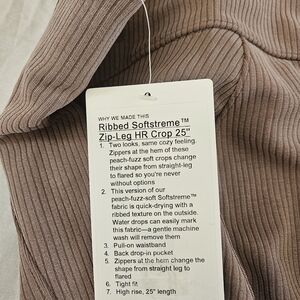 WHY WE MADE THIS
Ribbed Softstreme™
Zip-Leg HR Crop 25"
1. Two looks, same cozy feeling.
Zippers at the hem of these
peach-fuzz soft crops change
their shape from straight-leg
to flared so you're never
without options
2. This version of our
peach-fuzz-soft Softstreme™
fabric is quick-drying with a
ribbed texture on the outside.
Water drops can easily mark
this fabric—a gentle machine
wash will remove them
3. Pull-on waistband
4. Back drop-in pocket
5. Zippers at the hem change the
shape from straight leg to
flared
6. Tight fit
7. High rise, 25" length